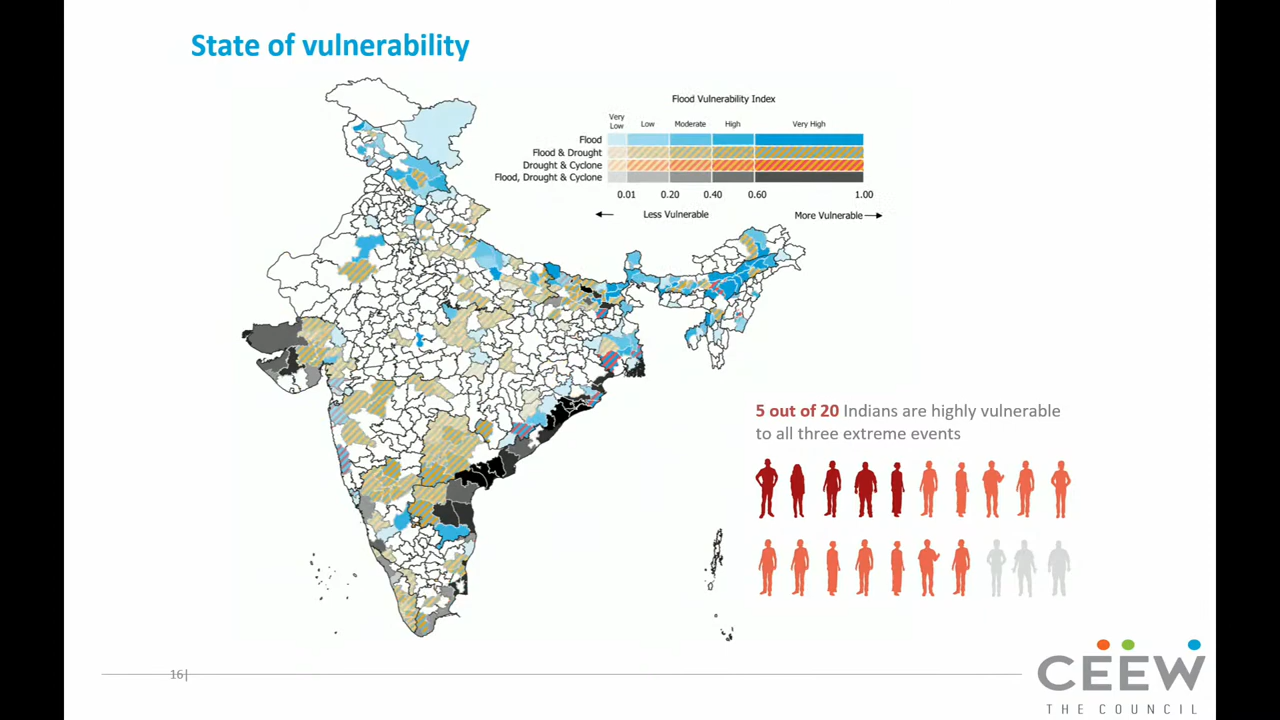 State of vulnerability
Flood Vulnerability Index
Very Low
Low
Moderate
High
Very High
Flood
Flood & Drought
Drought & Cyclone
Flood, Drought & Cyclone
0.01 0.20 0.40 0.60 1.00
Less Vulnerable More Vulnerable
5 out of 20 Indians are highly vulnerable
to all three extreme events
16|
CEEW
THE COUNCIL